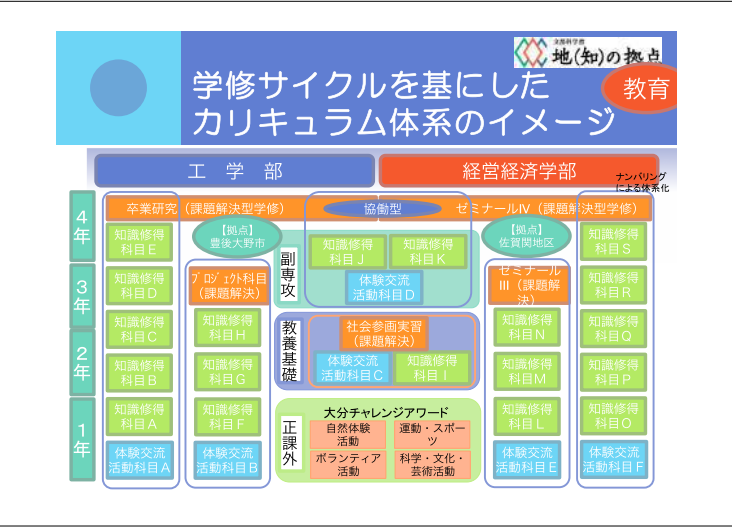 文部科学省
地(知)の拠点
学修サイクルを基にした
カリキュラム体系のイメージ
教育
工 学 部
経営経済学部
ナンバリング
による体系化
4
年
3
年
2
年
1
年
卒業研究（課題解決型学修）
協働型
ゼミナールⅣ（課題解決型学修）
知識修得
科目E
知識修得
科目D
知識修得
科目C
知識修得
科目B
知識修得
科目A
体験交流
活動科目A
【拠点】
豊後大野市
プロジェクト科目
（課題解決）
知識修得
科目H
知識修得
科目G
知識修得
科目F
体験交流
活動科目B
副
専
攻
知識修得
科目J
知識修得
科目K
体験交流
活動科目D
教
養
基
礎
社会参画実習
（課題解決）
体験交流
活動科目C
知識修得
科目I
正
課
外
大分チャレンジアワード
自然体験
活動
運動・スポー
ツ
ボランティア
活動
科学・文化・
芸術活動
【拠点】
佐賀関地区
ゼミナール
Ⅲ（課題解
決）
知識修得
科目N
知識修得
科目M
知識修得
科目L
体験交流
活動科目E
知識修得
科目S
知識修得
科目R
知識修得
科目Q
知識修得
科目P
知識修得
科目O
体験交流
活動科目F